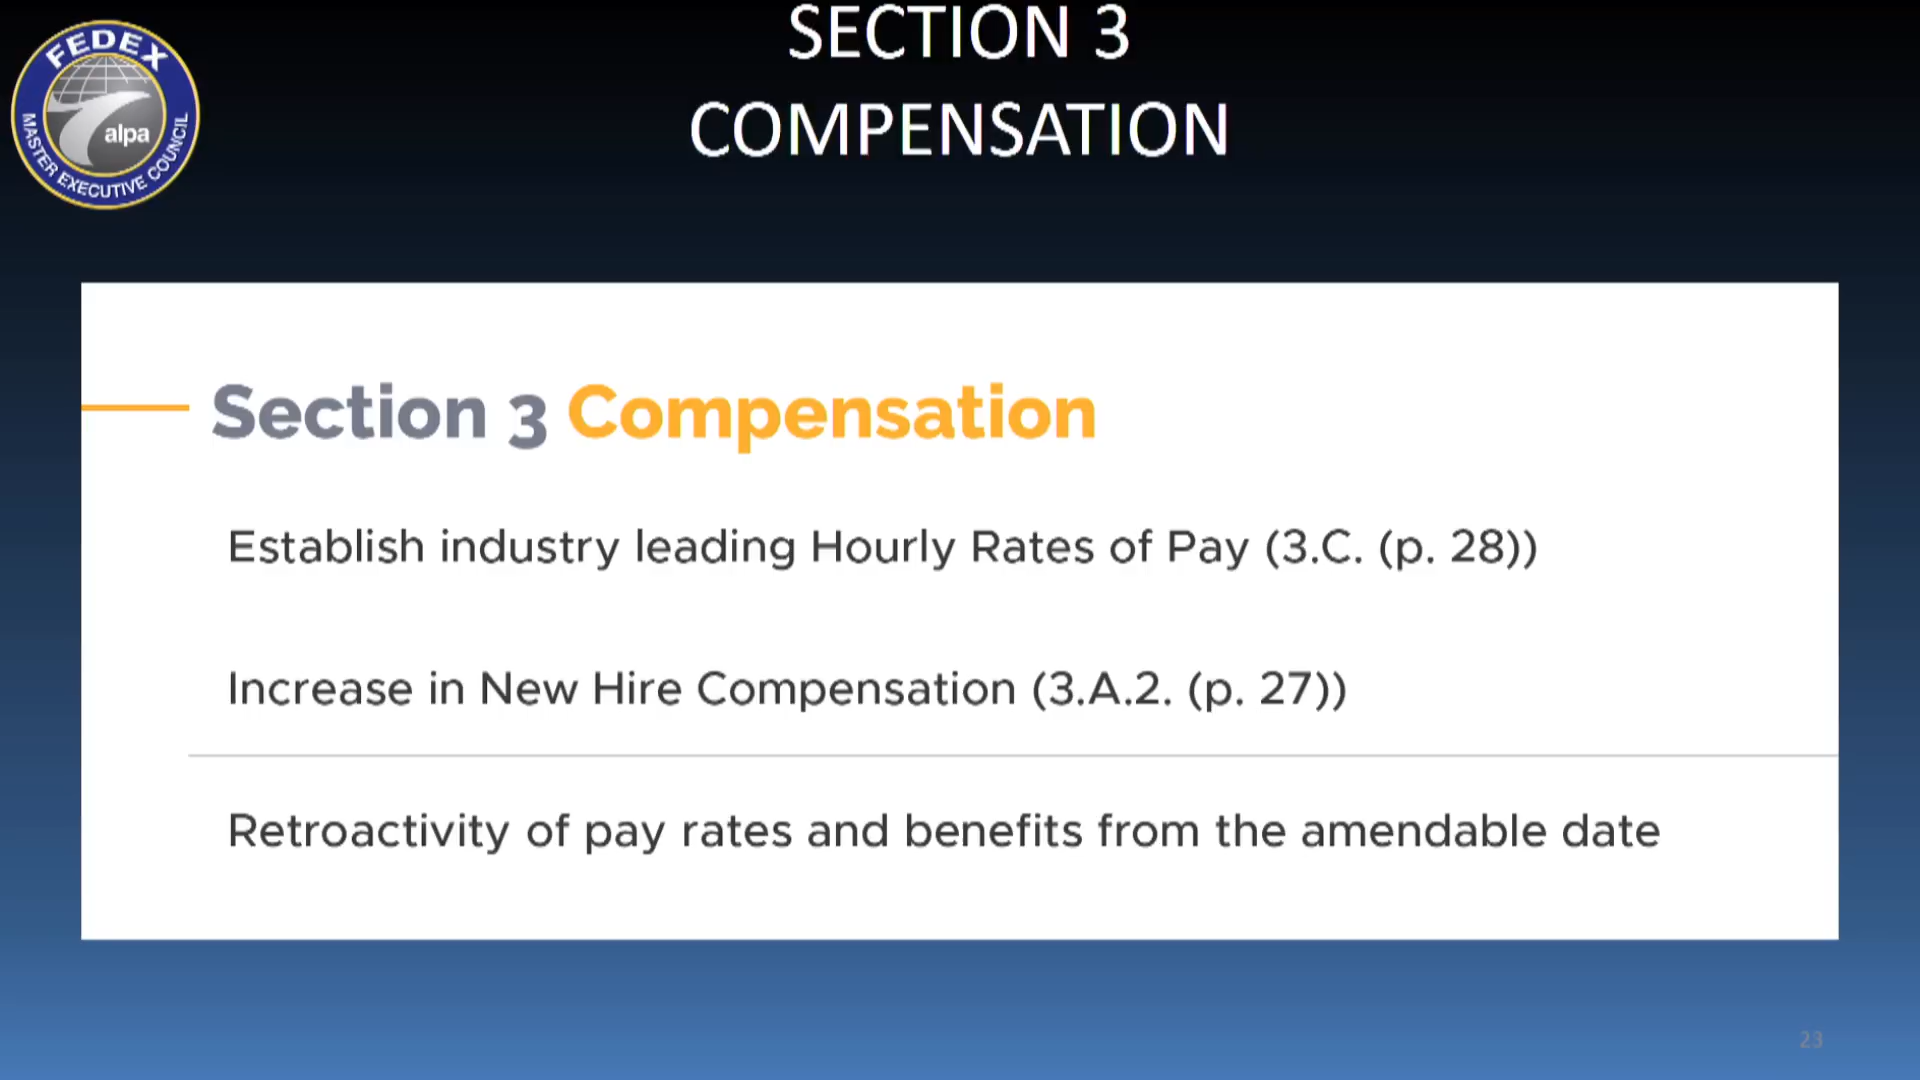 FEDEX
alpa
MASTER EXECUTIVE COUNCIL
SECTION 3
COMPENSATION
Section 3 Compensation
Establish industry leading Hourly Rates of Pay (3.C. (p. 28))
Increase in New Hire Compensation (3.A.2. (p. 27))
Retroactivity of pay rates and benefits from the amendable date
23